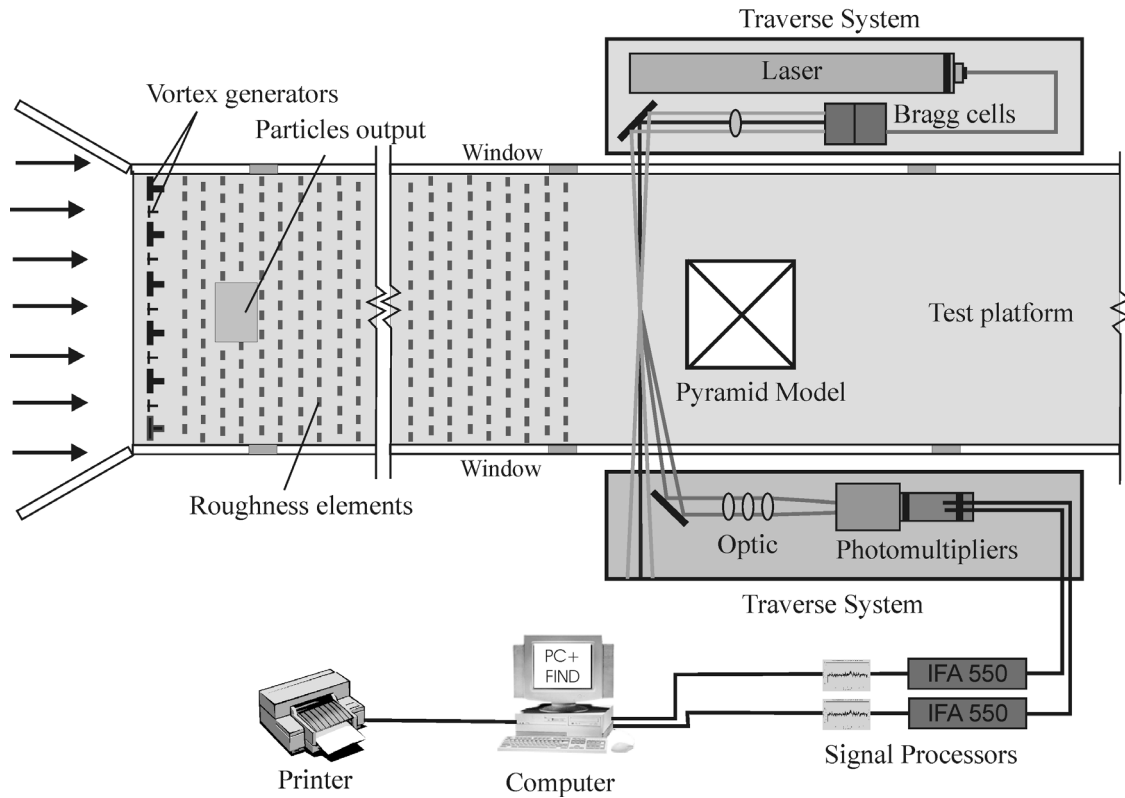 Traverse System
Laser
Vortex generators
Particles output
Bragg cells
Window
Test platform
Pyramid Model
Window
Roughness elements
Optic
Photomultipliers
Traverse System
PC+
FIND
IFA 550
IFA 550
Signal Processors
Printer
Computer